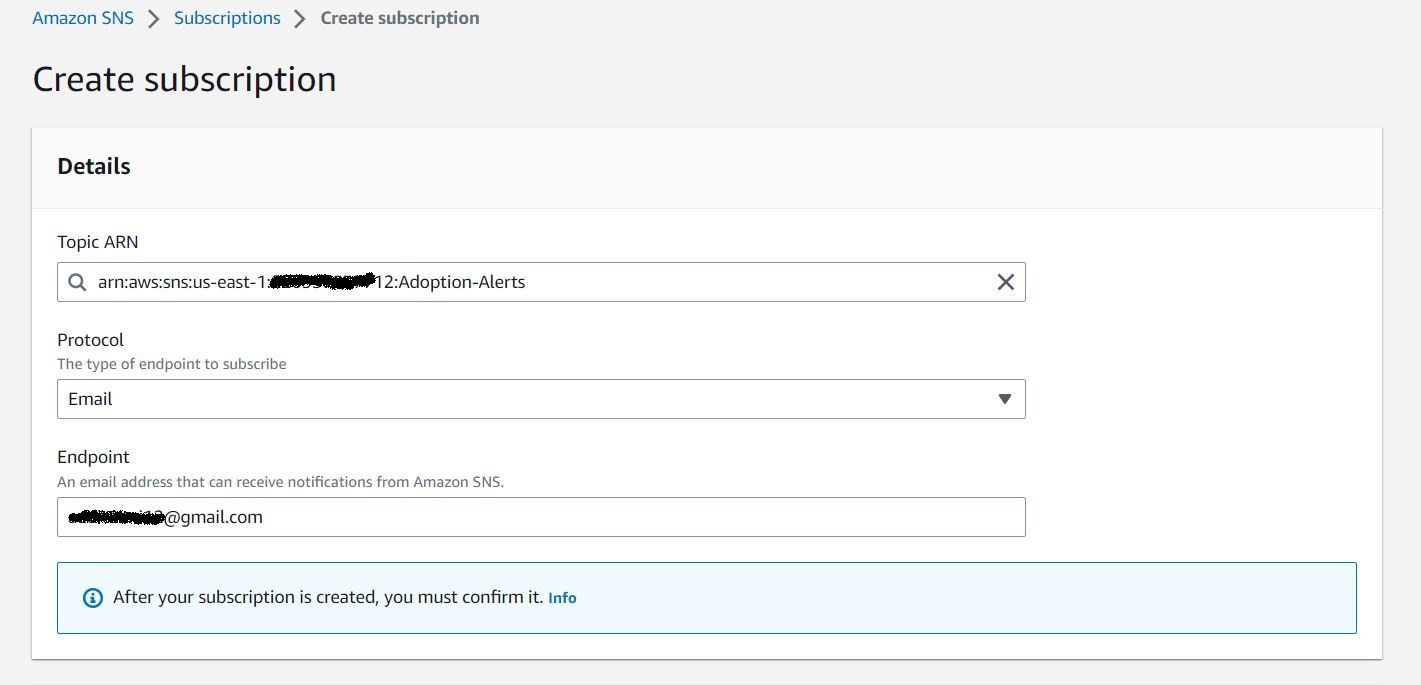 Amazon SNS > Subscriptions > Create subscription
Create subscription
Details
Topic ARN
arn:aws:sns:us-east-1: 12:Adoption-Alerts
Protocol
The type of endpoint to subscribe
Email
Endpoint
An email address that can receive notifications from Amazon SNS.
@gmail.com
After your subscription is created, you must confirm it. Info